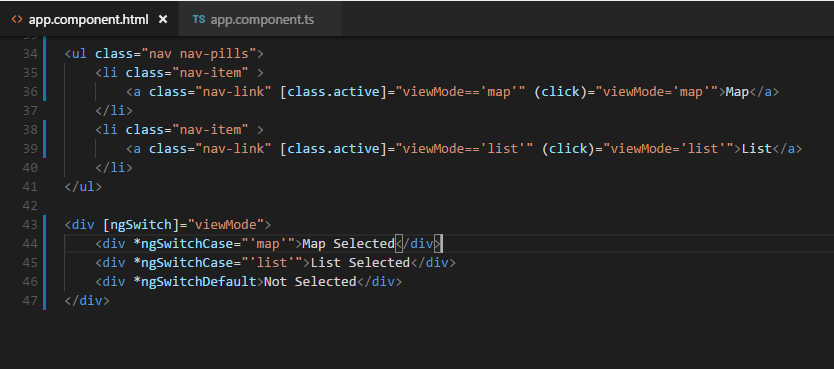 <> app.component.html ×
TS app.component.ts
33
34 <ul class="nav nav-pills">
35     <li class="nav-item" >
36         <a class="nav-link" [class.active]="viewMode=='map'" (click)="viewMode='map'">Map</a>
37     </li>
38     <li class="nav-item" >
39         <a class="nav-link" [class.active]="viewMode=='list'" (click)="viewMode='list'">List</a>
40     </li>
41 </ul>
42
43 <div [ngSwitch]="viewMode">
44     <div *ngSwitchCase="'map'">Map Selected</div>
45     <div *ngSwitchCase="'list'">List Selected</div>
46     <div *ngSwitchDefault>Not Selected</div>
47 </div>